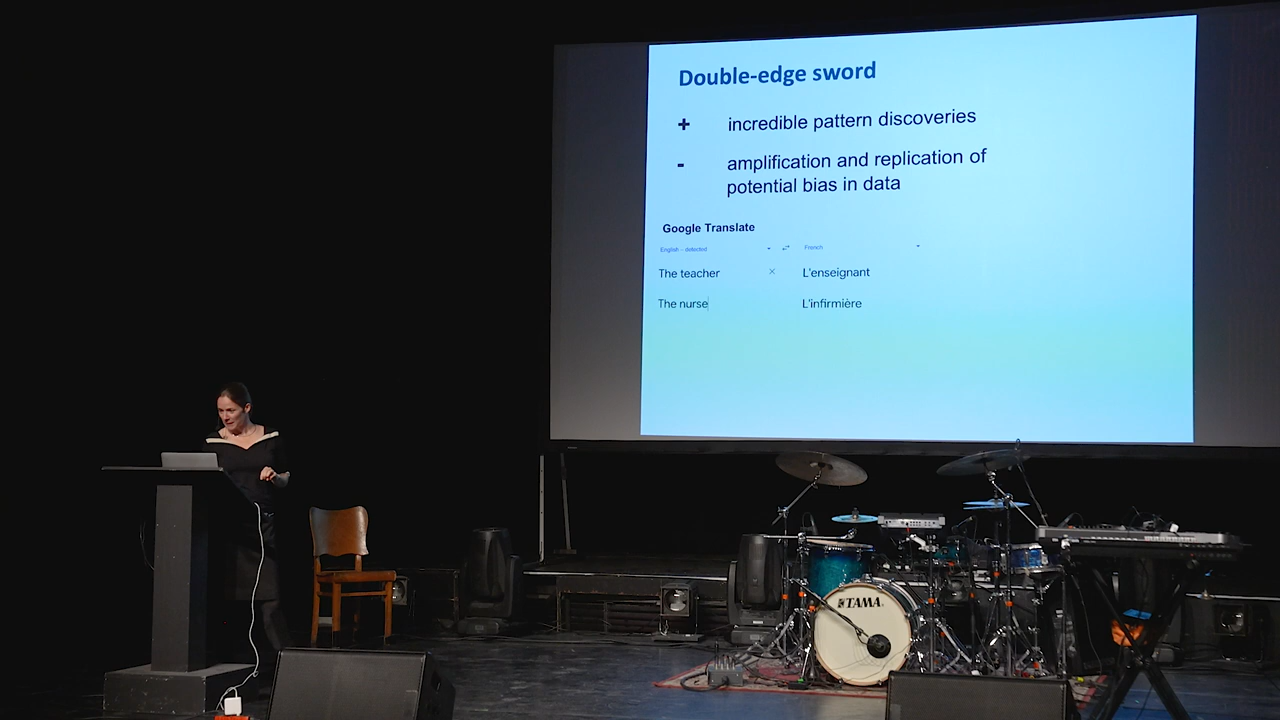 Double-edge sword
+ incredible pattern discoveries
- amplification and replication of
potential bias in data
Google Translate
English – detected French
The teacher × L'enseignant
The nurse L'infirmière
TAMA